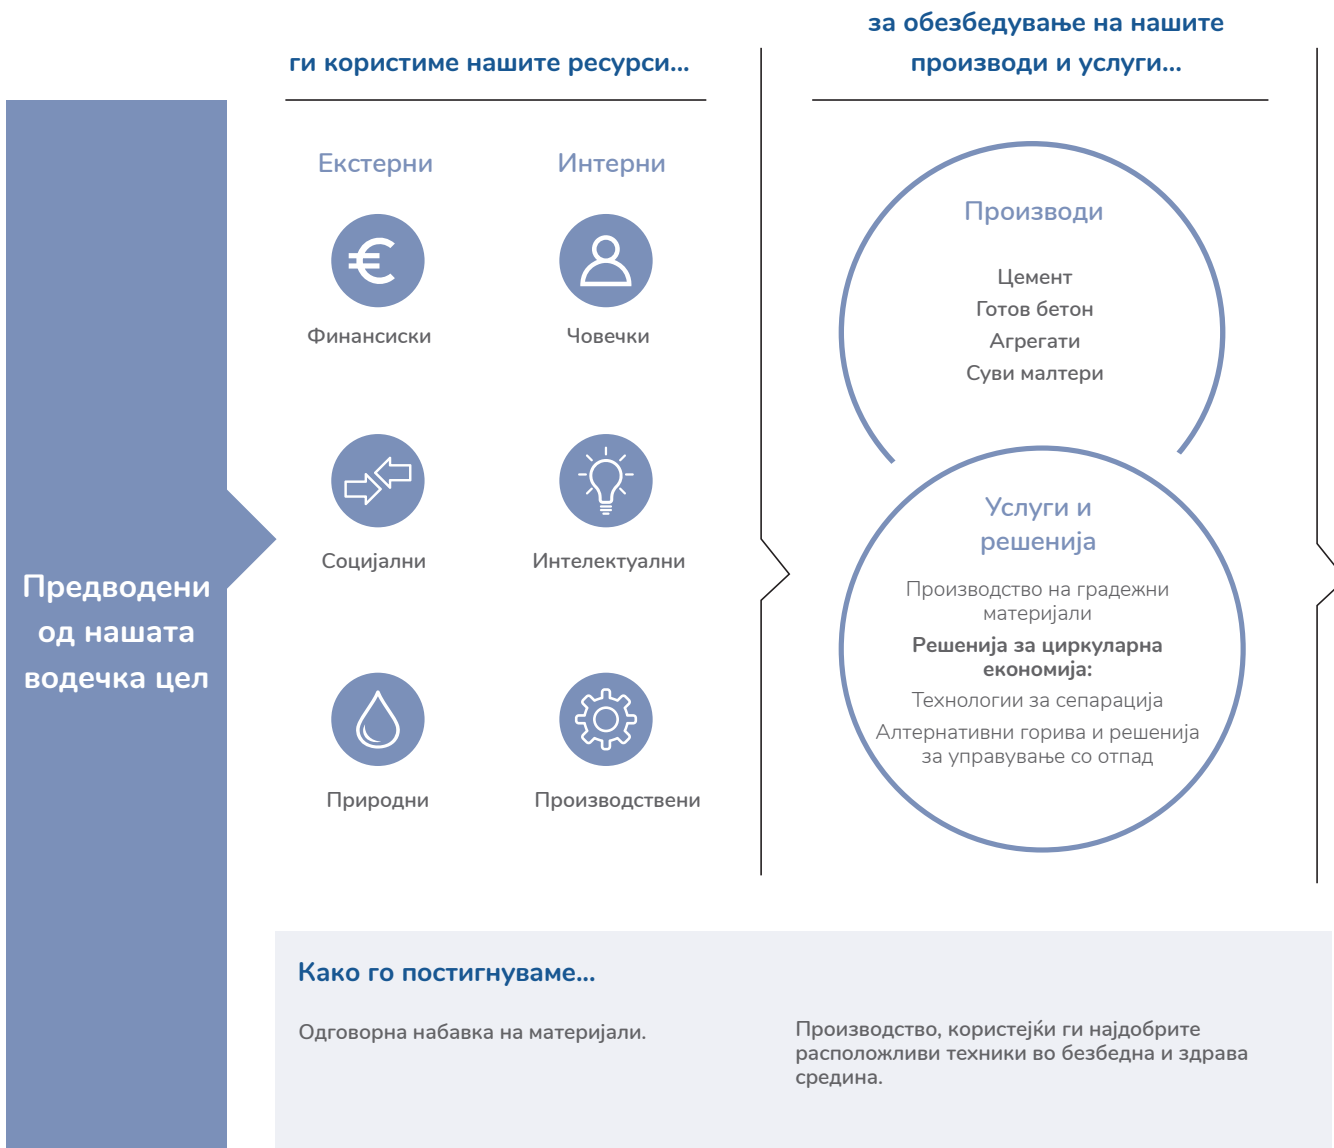 Предводени
од нашата
водечка цел
ги користиме нашите ресурси...
Екстерни
Интерни
€
Финансиски
Човечки
Социјални
Интелектуални
Природни
Производствени
за обезбедување на нашите
производи и услуги...
Производи
Цемент
Готов бетон
Агрегати
Суви малтери
Услуги и
решенија
Производство на градежни
материјали
Решенија за циркуларна
економија:
Технологии за сепарација
Алтернативни горива и решенија
за управување со отпад
Како го постигнуваме...
Одговорна набавка на материјали.
Производство, користејќи ги најдобрите
расположливи техники во безбедна и здрава
средина.